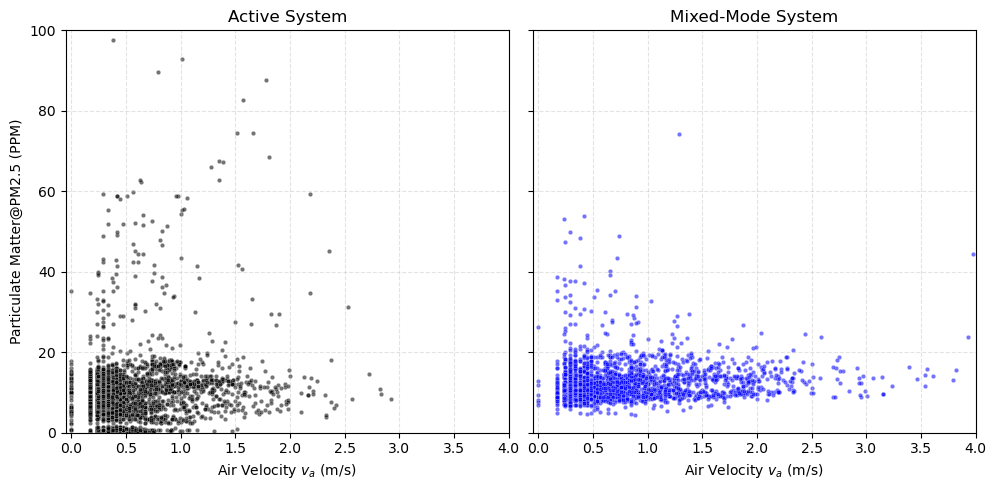 Active System
Mixed-Mode System
Particulate Matter@PM2.5 (PPM)
100
80
60
40
20
0
0.0 0.5 1.0 1.5 2.0 2.5 3.0 3.5 4.0
0.0 0.5 1.0 1.5 2.0 2.5 3.0 3.5 4.0
Air Velocity vₐ (m/s)
Air Velocity vₐ (m/s)